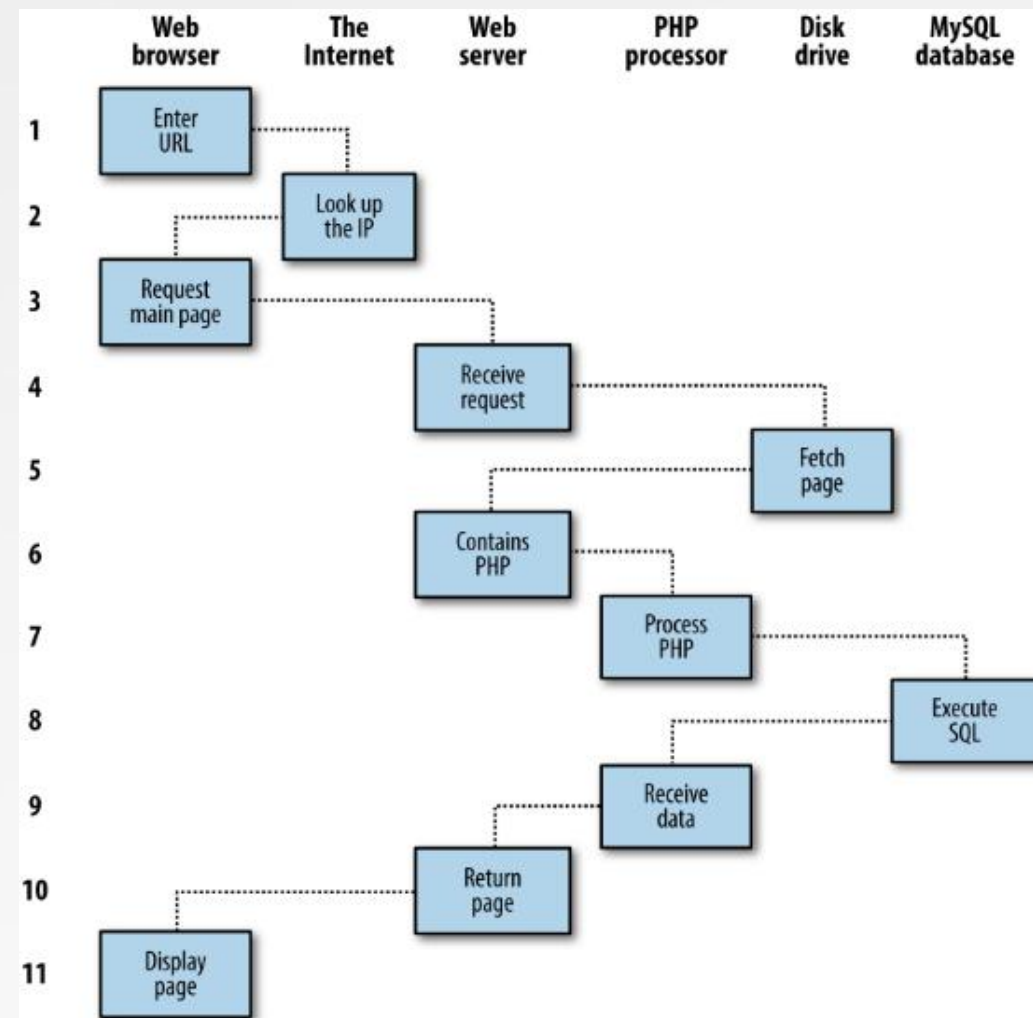 Web browser
The Internet
Web server
PHP processor
Disk drive
MySQL database
1
Enter
URL
2
Look up
the IP
3
Request
main page
4
Receive
request
5
Fetch
page
6
Contains
PHP
7
Process
PHP
8
Execute
SQL
9
Receive
data
10
Return
page
11
Display
page